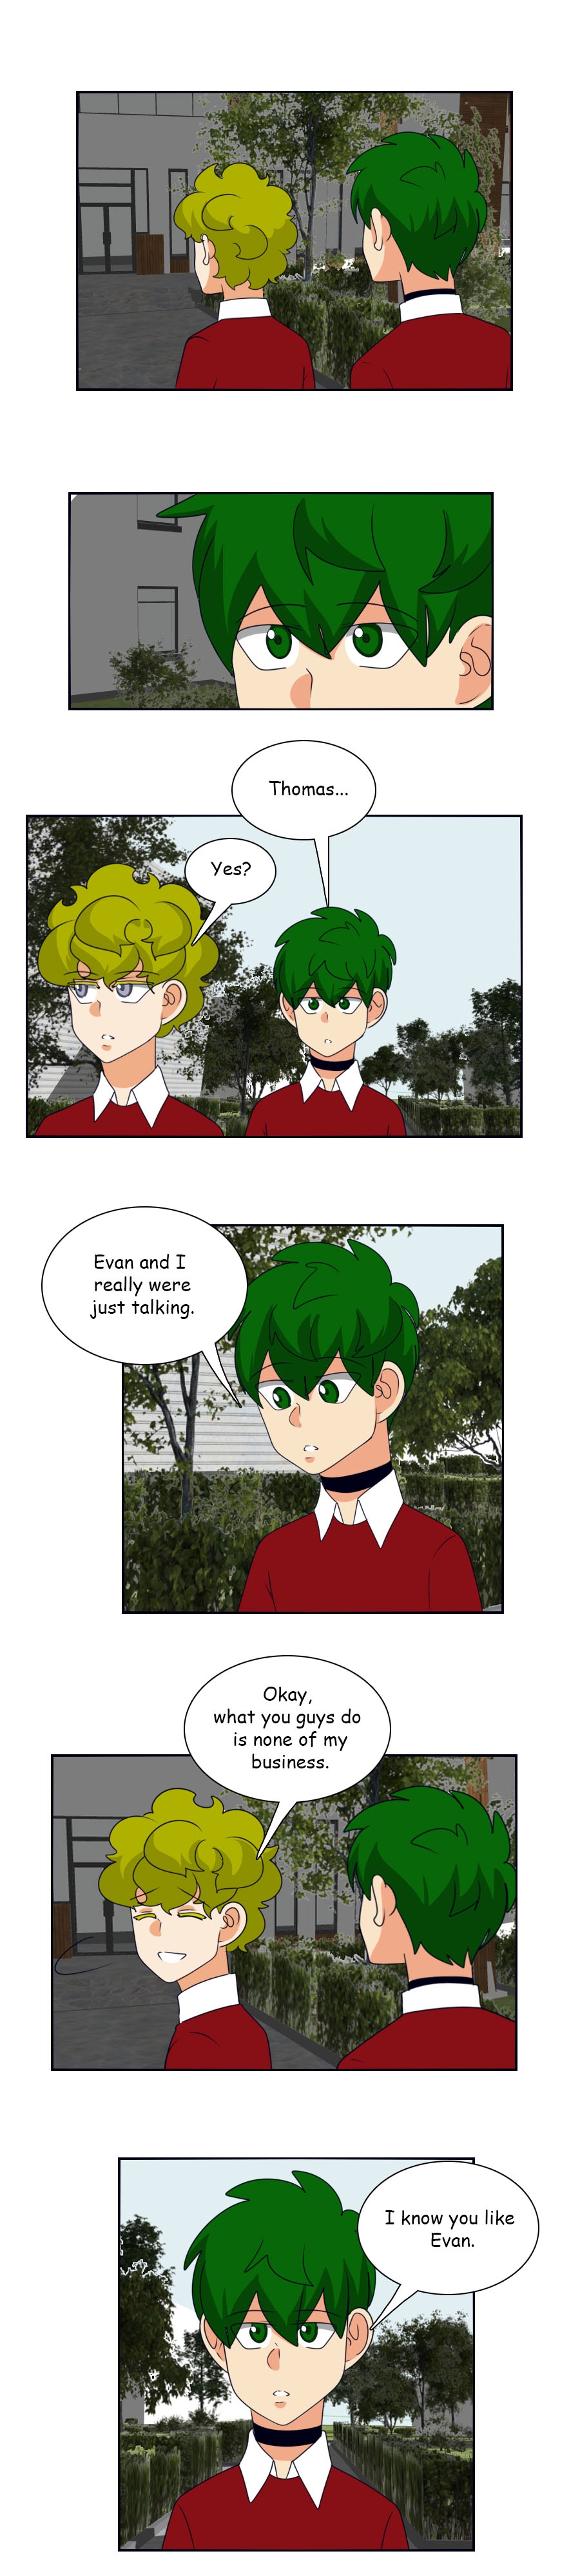 Thomas...
Yes?
Evan and I
really were
just talking.
Okay,
what you guys do
is none of my
business.
I know you like
Evan.